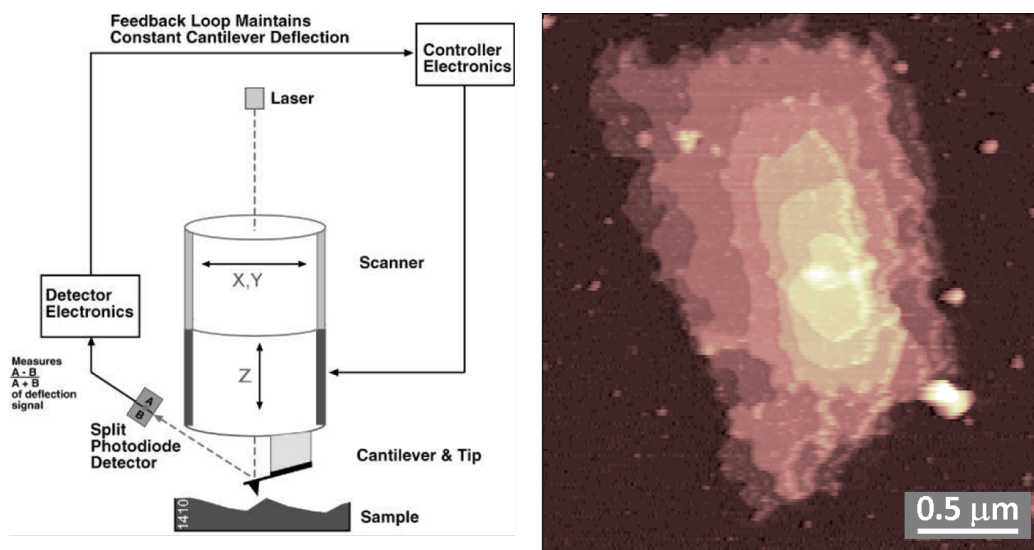 Feedback Loop Maintains
Constant Cantilever Deflection
Controller
Electronics
Laser
Scanner
X,Y
Detector
Electronics
Measures
A - B
A + B
of deflection
signal
Z
A
B
Split
Photodiode
Detector
Cantilever & Tip
1410
Sample
0.5 μm